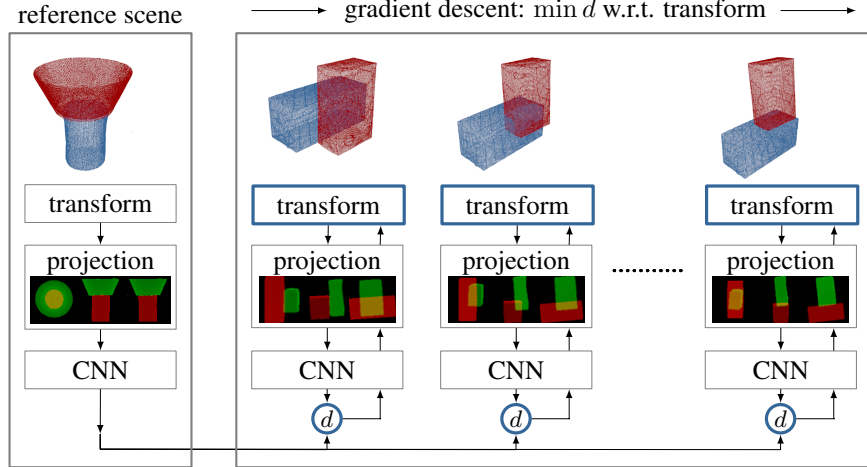 reference scene
gradient descent: min d w.r.t. transform
transform
transform
transform
transform
projection
projection
projection
projection
CNN
CNN
CNN
CNN
d
d
d